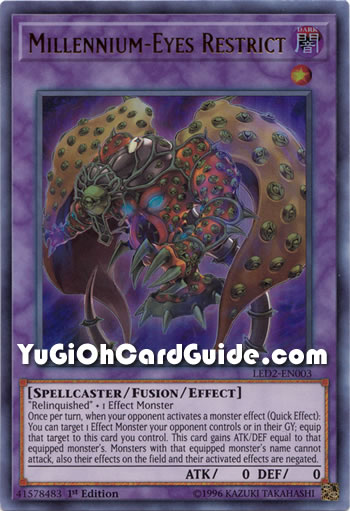 MILLENNIUM-EYES RESTRICT
DARK
闇
YuGiOhCardGuide.com
LED2-EN003
[SPELLCASTER/FUSION/EFFECT]
"Relinquished" + 1 Effect Monster
Once per turn, when your opponent activates a monster effect (Quick Effect):
You can target 1 Effect Monster your opponent controls or in their GY; equip
that target to this card you control. This card gains ATK/DEF equal to that
equipped monster's. Monsters with that equipped monster's name cannot
attack, also their effects on the field and their activated effects are negated.
ATK / 0 DEF / 0
41578483 1st Edition ©1996 KAZUKI TAKAHASHI